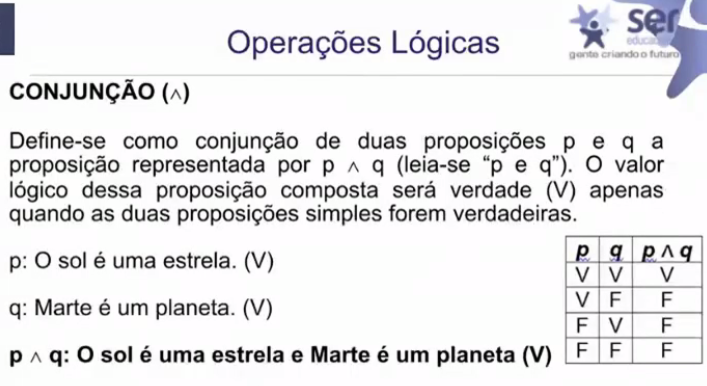 ser
educacional
gente criando o futuro
Operações Lógicas
CONJUNÇÃO (∧)
Define-se como conjunção de duas proposições p e q a
proposição representada por p ∧ q (leia-se “p e q”). O valor
lógico dessa proposição composta será verdade (V) apenas
quando as duas proposições simples forem verdadeiras.
p: O sol é uma estrela. (V)
q: Marte é um planeta. (V)
p ∧ q: O sol é uma estrela e Marte é um planeta (V)
p q p ∧ q
V V V
V F F
F V F
F F F